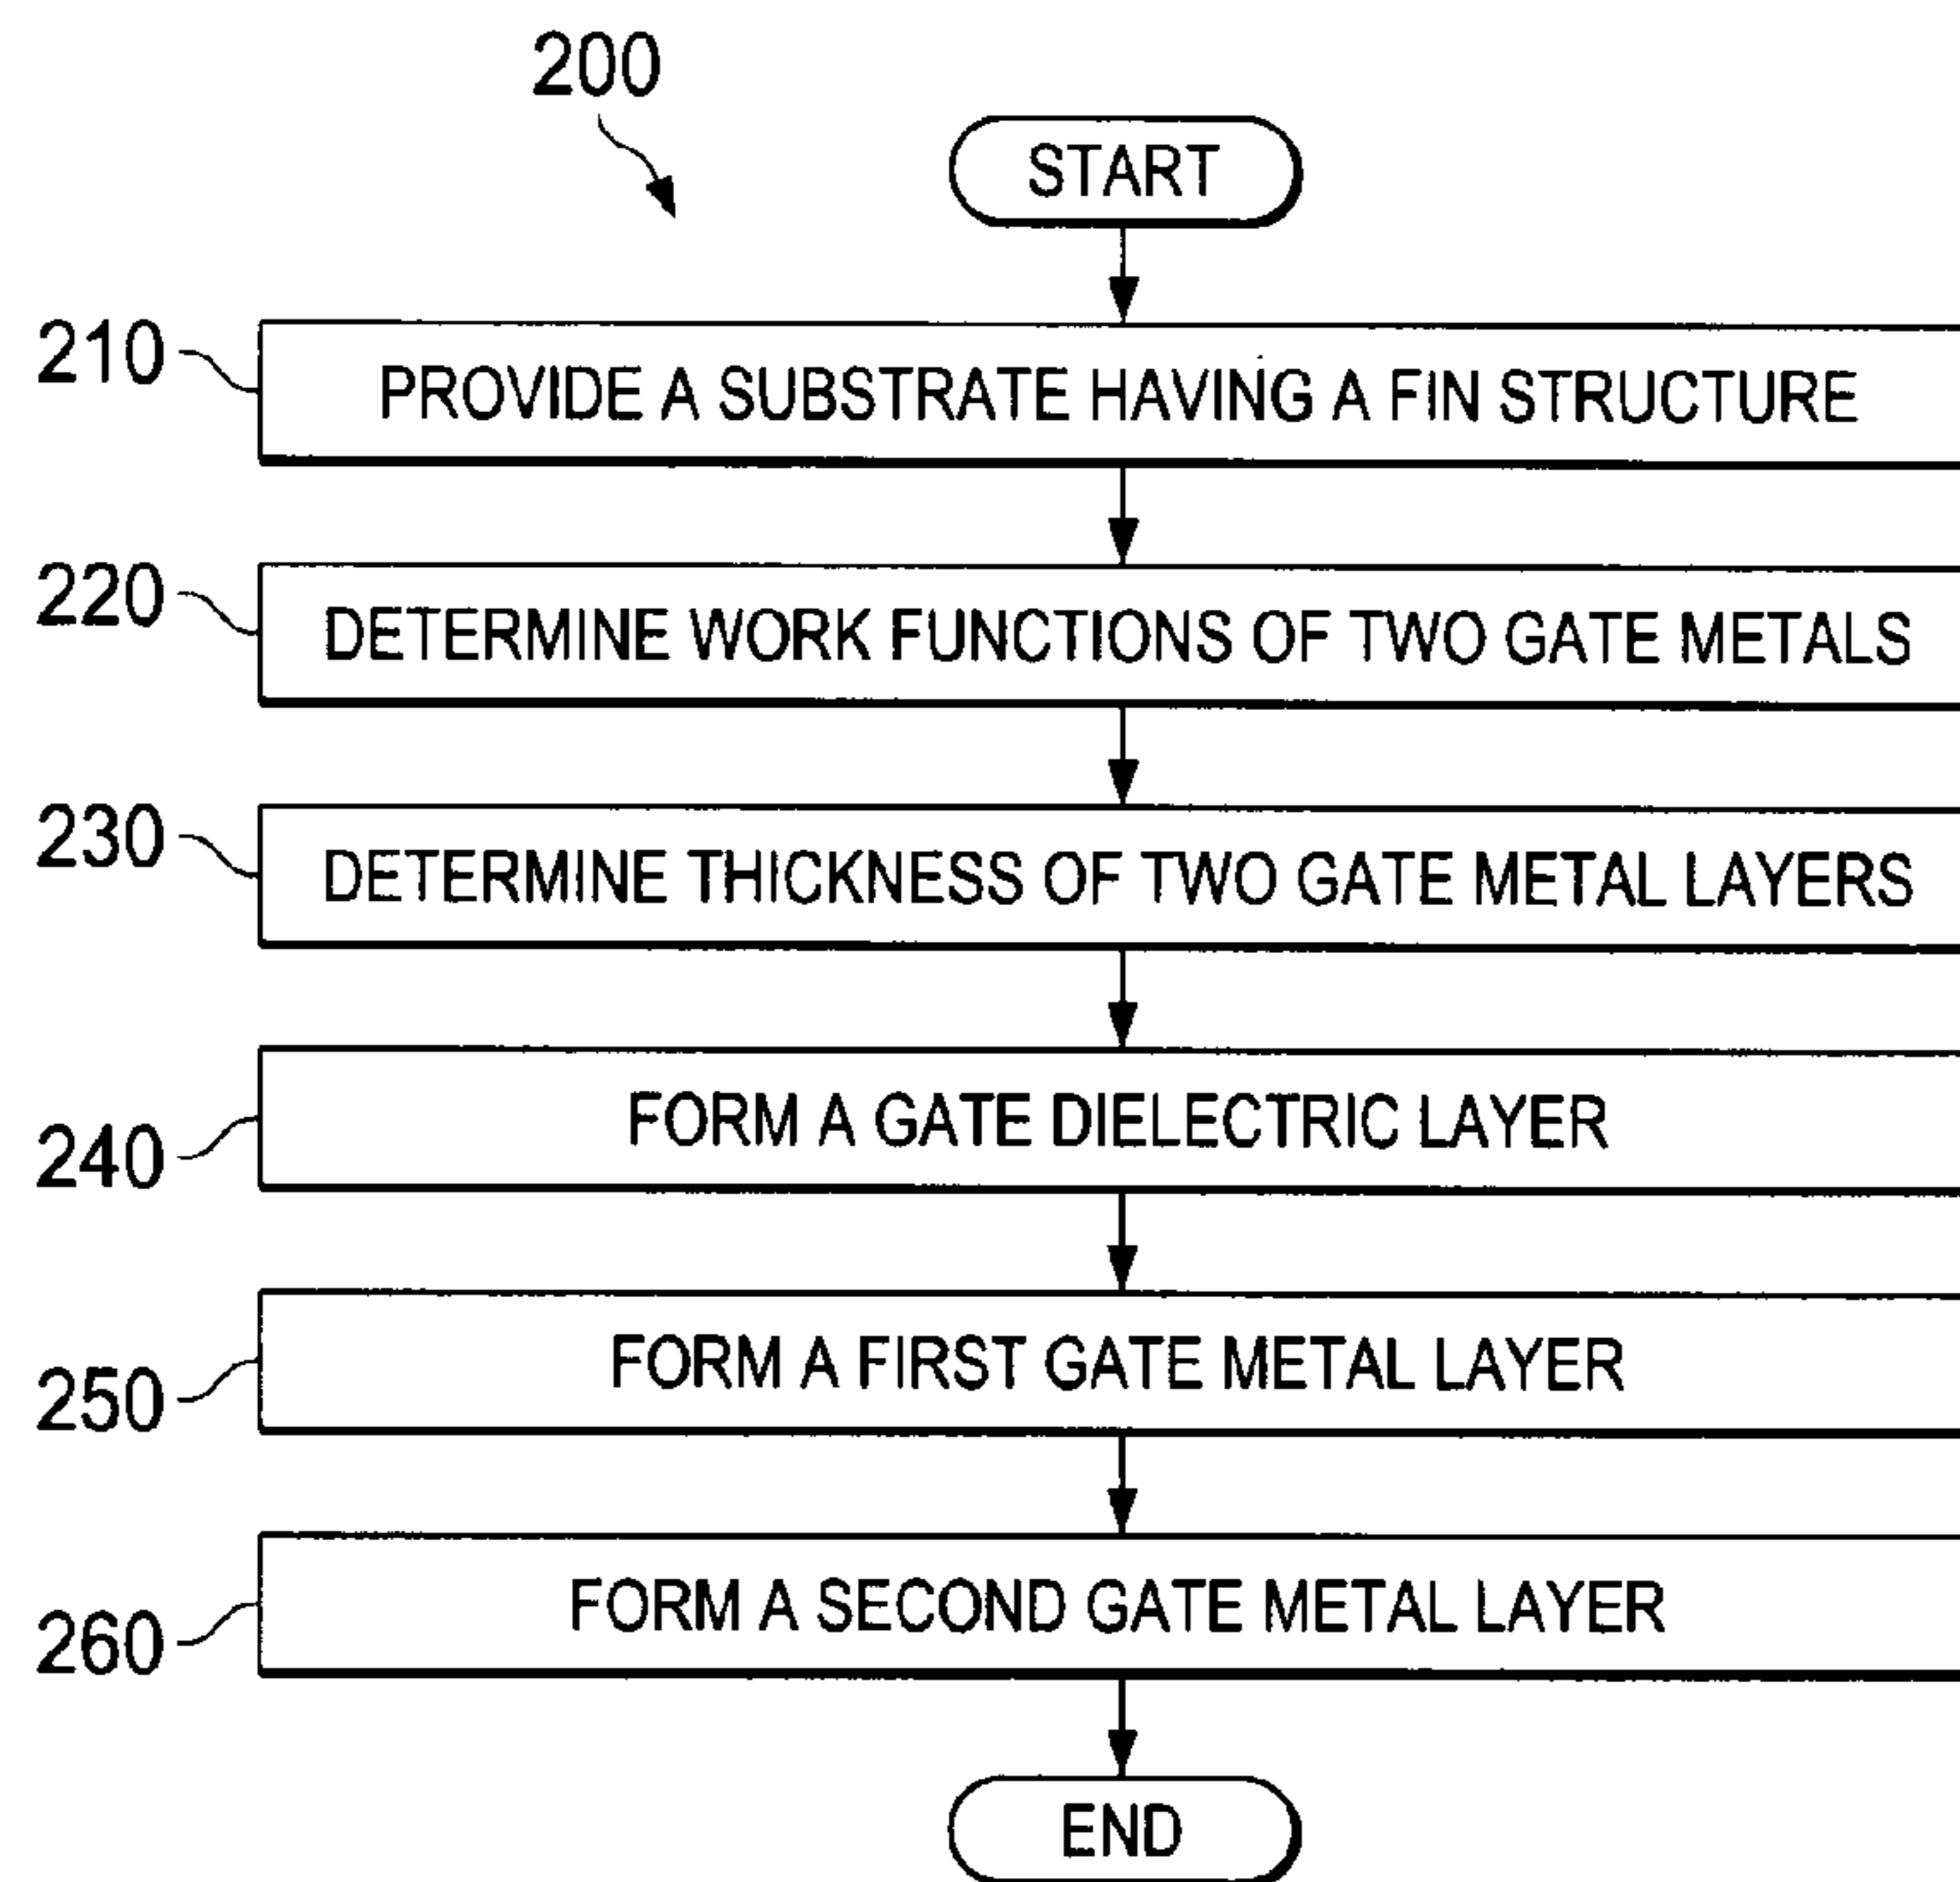 200
START
210
PROVIDE A SUBSTRATE HAVING A FIN STRUCTURE
220
DETERMINE WORK FUNCTIONS OF TWO GATE METALS
230
DETERMINE THICKNESS OF TWO GATE METAL LAYERS
240
FORM A GATE DIELECTRIC LAYER
250
FORM A FIRST GATE METAL LAYER
260
FORM A SECOND GATE METAL LAYER
END